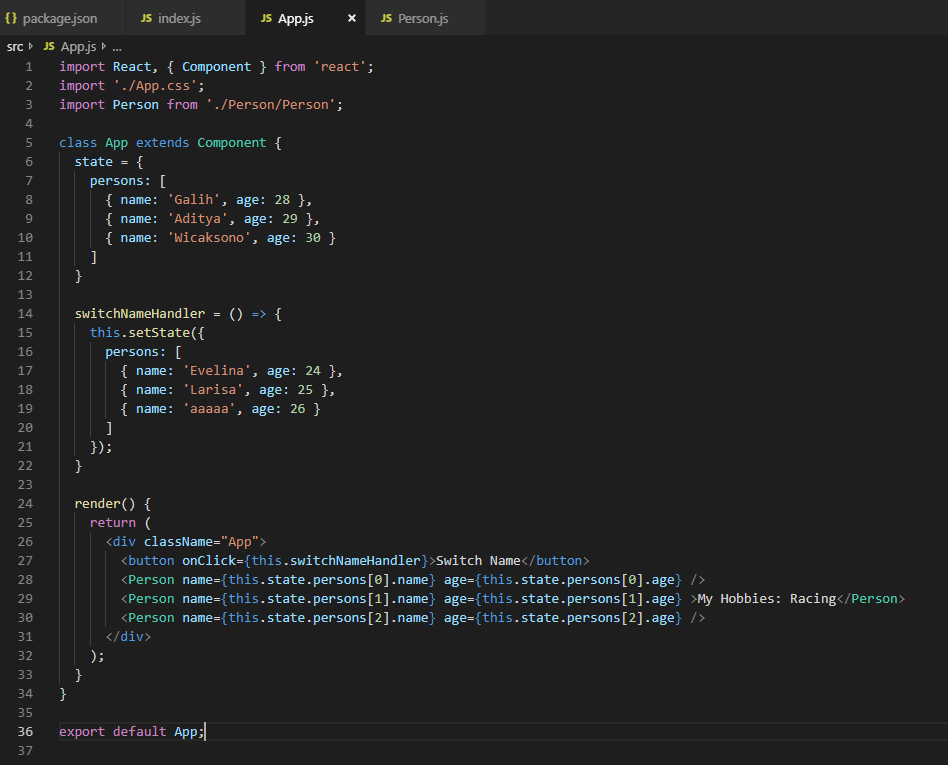 {} package.json JS index.js JS App.js × JS Person.js
src JS App.js ...
1 import React, { Component } from 'react';
2 import './App.css';
3 import Person from './Person/Person';
4
5 class App extends Component {
6   state = {
7     persons: [
8       { name: 'Galih', age: 28 },
9       { name: 'Aditya', age: 29 },
10       { name: 'Wicaksono', age: 30 }
11     ]
12   }
13
14   switchNameHandler = () => {
15     this.setState({
16       persons: [
17         { name: 'Evelina', age: 24 },
18         { name: 'Larisa', age: 25 },
19         { name: 'aaaaa', age: 26 }
20       ]
21     });
22   }
23
24   render() {
25     return (
26       <div className="App">
27         <button onClick={this.switchNameHandler}>Switch Name</button>
28         <Person name={this.state.persons[0].name} age={this.state.persons[0].age} />
29         <Person name={this.state.persons[1].name} age={this.state.persons[1].age} >My Hobbies: Racing</Person>
30         <Person name={this.state.persons[2].name} age={this.state.persons[2].age} />
31       </div>
32     );
33   }
34 }
35
36 export default App;
37